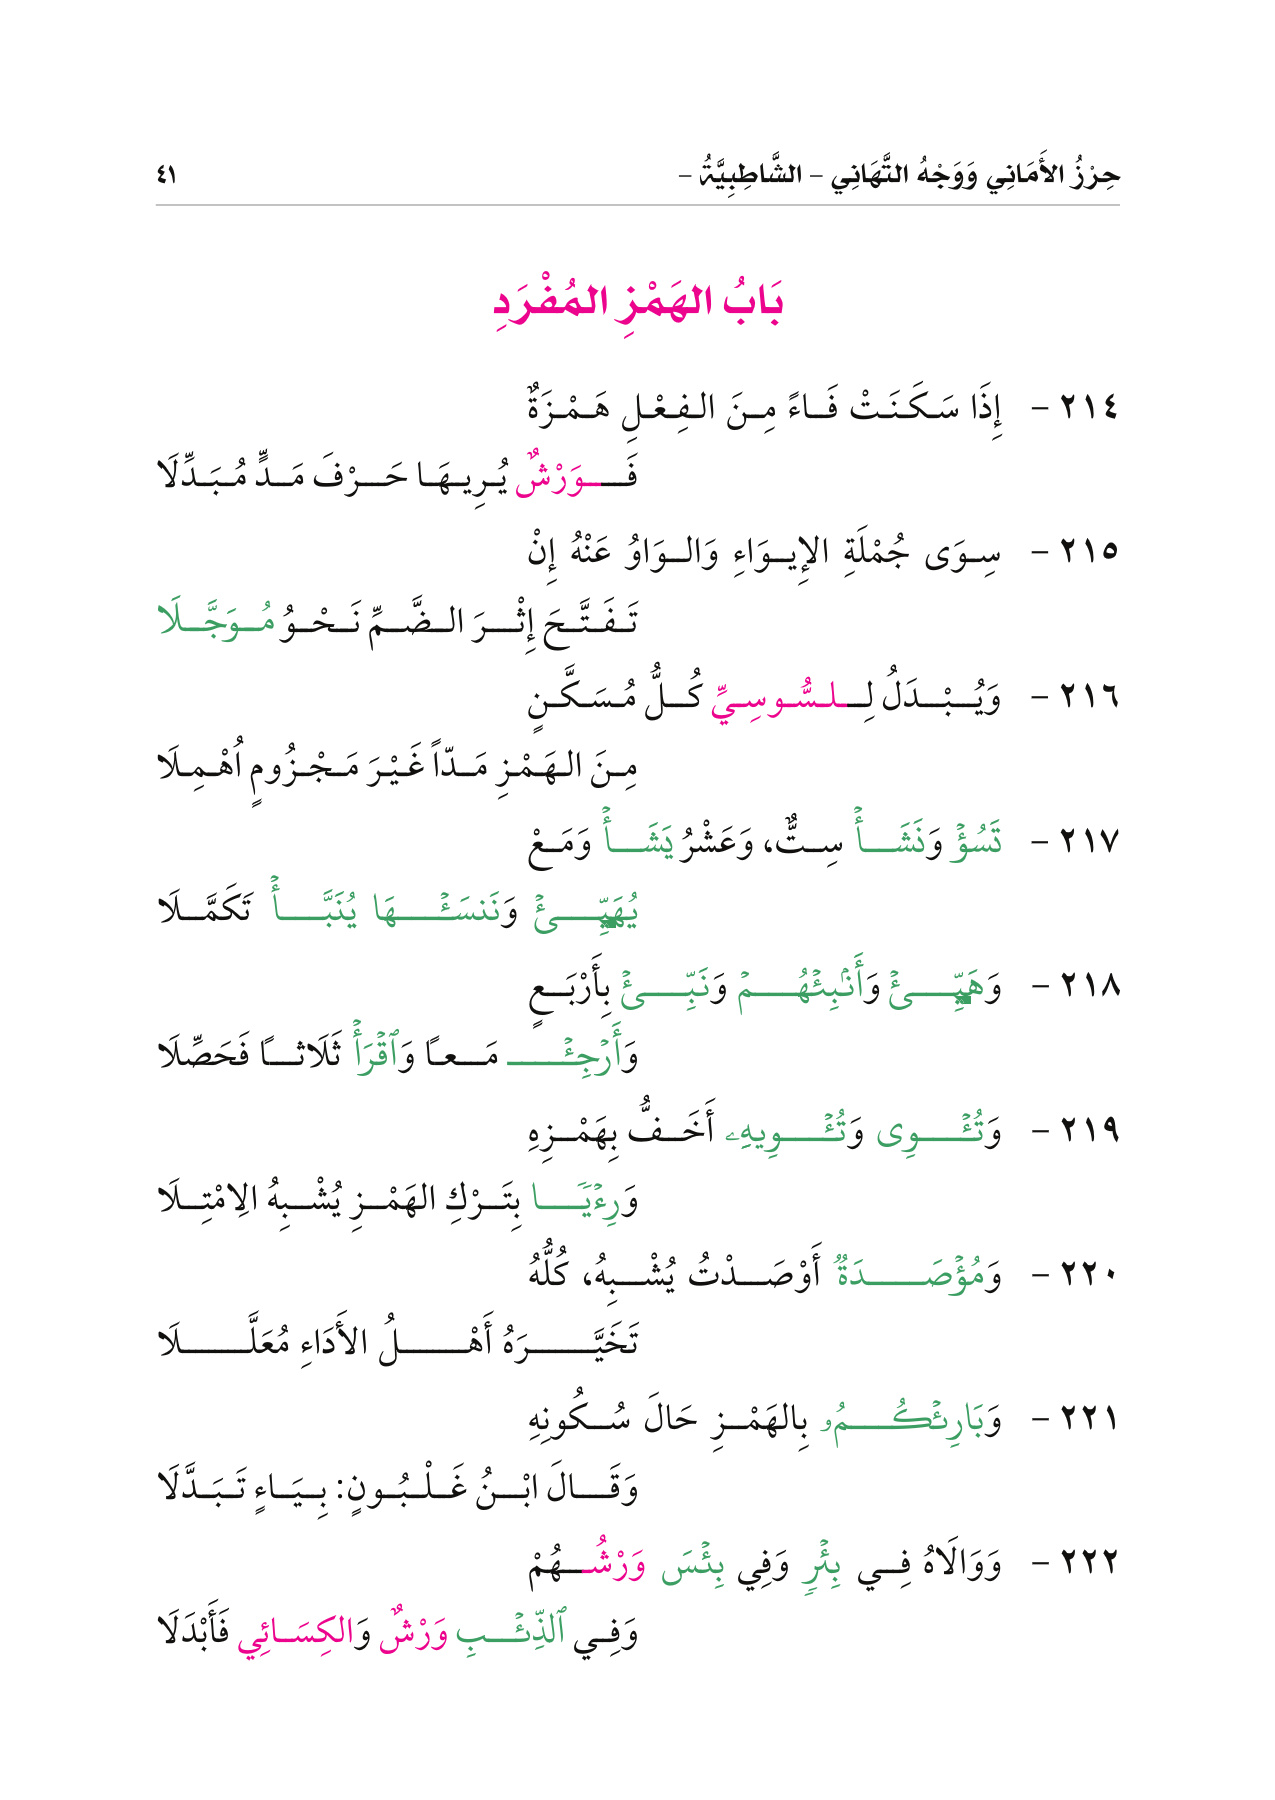 حِرْزُ الأَمَانِي وَوَجْهُ التَّهَانِي – الشَّاطِبِيَّةُ – ٤١
بَابُ الهَمْزِ المُفْرَدِ
٢١٤ – إِذَا سَكَنَتْ فَاءً مِنَ الفِعْلِ هَمْزَةٌ
فَوَرْشٌ يُرِيهَا حَرْفَ مَدٍّ مُبَدِّلَا
٢١٥ – سِوَى جُمْلَةِ الإِيوَاءِ وَالوَاوُ عَنْهُ إِنْ
تَفَتَّحَ إِثْرَ الضَّمِّ نَحْوُ مُوَجَّلَا
٢١٦ – وَيُبْدَلُ لِلسُّوسِيِّ كُلُّ مُسَكَّنٍ
مِنَ الهَمْزِ مَدّاً غَيْرَ مَجْزُومٍ اُهْمِلَا
٢١٧ – تَسُؤْ وَنَشَأْ سِتٌّ، وَعَشْرُ يَشَأْ وَمَعْ
يُهَيِّئْ وَنَنسَئْهَا يُنَبَّأْ تَكَمَّلَا
٢١٨ – وَهَيِّئْ وَأَنۢبِئْهُمْ وَنَبِّئْ بِأَرْبَعٍ
وَأَرْجِئْ مَعًا وَٱقْرَأْ ثَلَاثًا فَحَصِّلَا
٢١٩ – وَتُـْٔوِى وَتُـْٔوِيهِۦ أَخَفُّ بِهَمْزِهِ
وَرِءْيَا بِتَرْكِ الهَمْزِ يُشْبِهُ الِامْتِلَا
٢٢٠ – وَمُؤْصَدَةٌ أَوْصَدْتُ يُشْبِهُ، كُلُّهُ
تَخَيَّرَهُ أَهْلُ الأَدَاءِ مُعَلَّلَا
٢٢١ – وَبَارِئْكُمُۥ بِالهَمْزِ حَالَ سُكُونِهِ
وَقَالَ ابْنُ غَلْبُونٍ: بِيَاءٍ تَبَدَّلَا
٢٢٢ – وَوَالَاهُ فِي بِئْرٍ وَفِي بِئْسَ وَرْشُهُمْ
وَفِي ٱلذِّئْبِ وَرْشٌ وَالكِسَائِي فَأَبْدَلَا